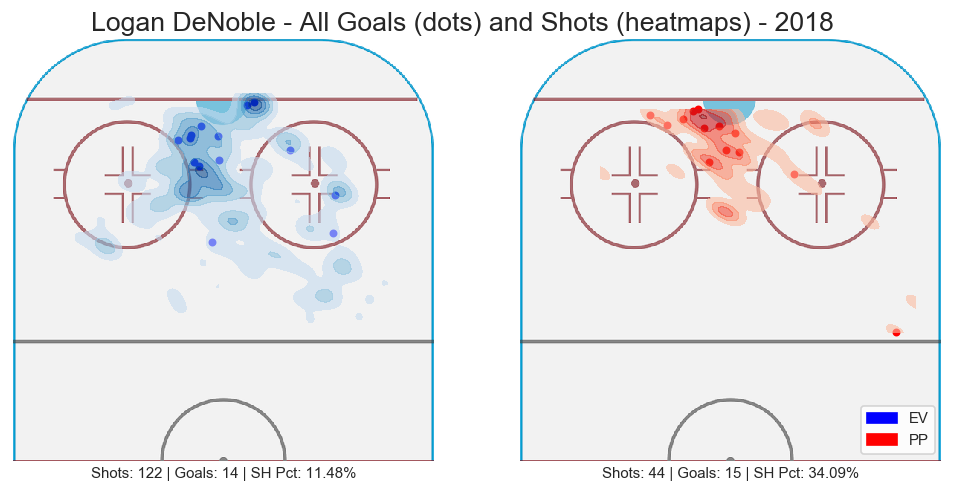 Logan DeNoble - All Goals (dots) and Shots (heatmaps) - 2018
EV
PP
Shots: 122 | Goals: 14 | SH Pct: 11.48%
Shots: 44 | Goals: 15 | SH Pct: 34.09%